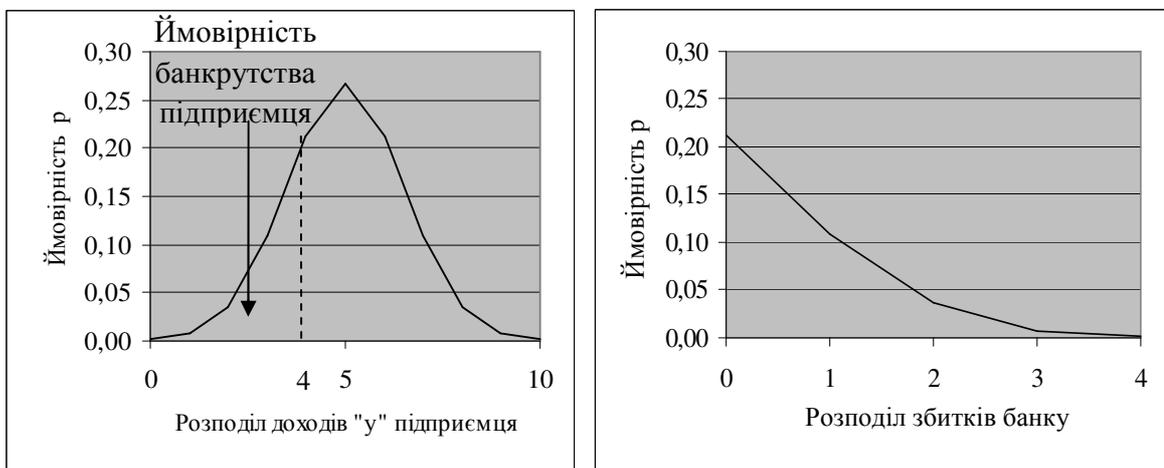 Ймовірність
банкрутства
підприємця
0,30
0,25
0,20
0,15
0,10
0,05
0,00
Ймовірність р
0 4 5 10
Розподіл доходів "у" підприємця
0,30
0,25
0,20
0,15
0,10
0,05
0,00
Ймовірність р
0 1 2 3 4
Розподіл збитків банку